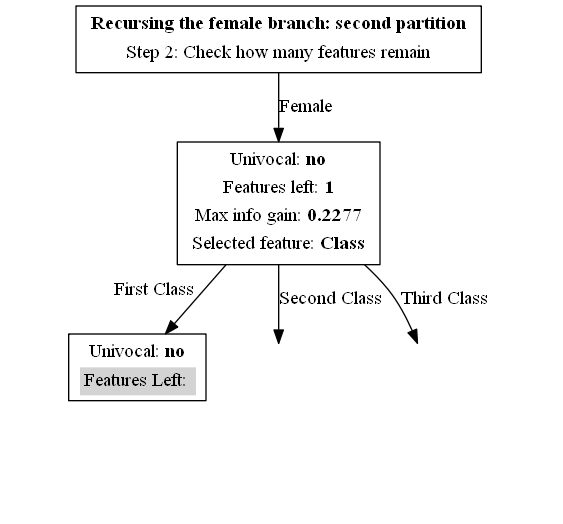 Recursing the female branch: second partition
Step 2: Check how many features remain
Female
Univocal: no
Features left: 1
Max info gain: 0.2277
Selected feature: Class
First Class
Second Class
Third Class
Univocal: no
Features Left: